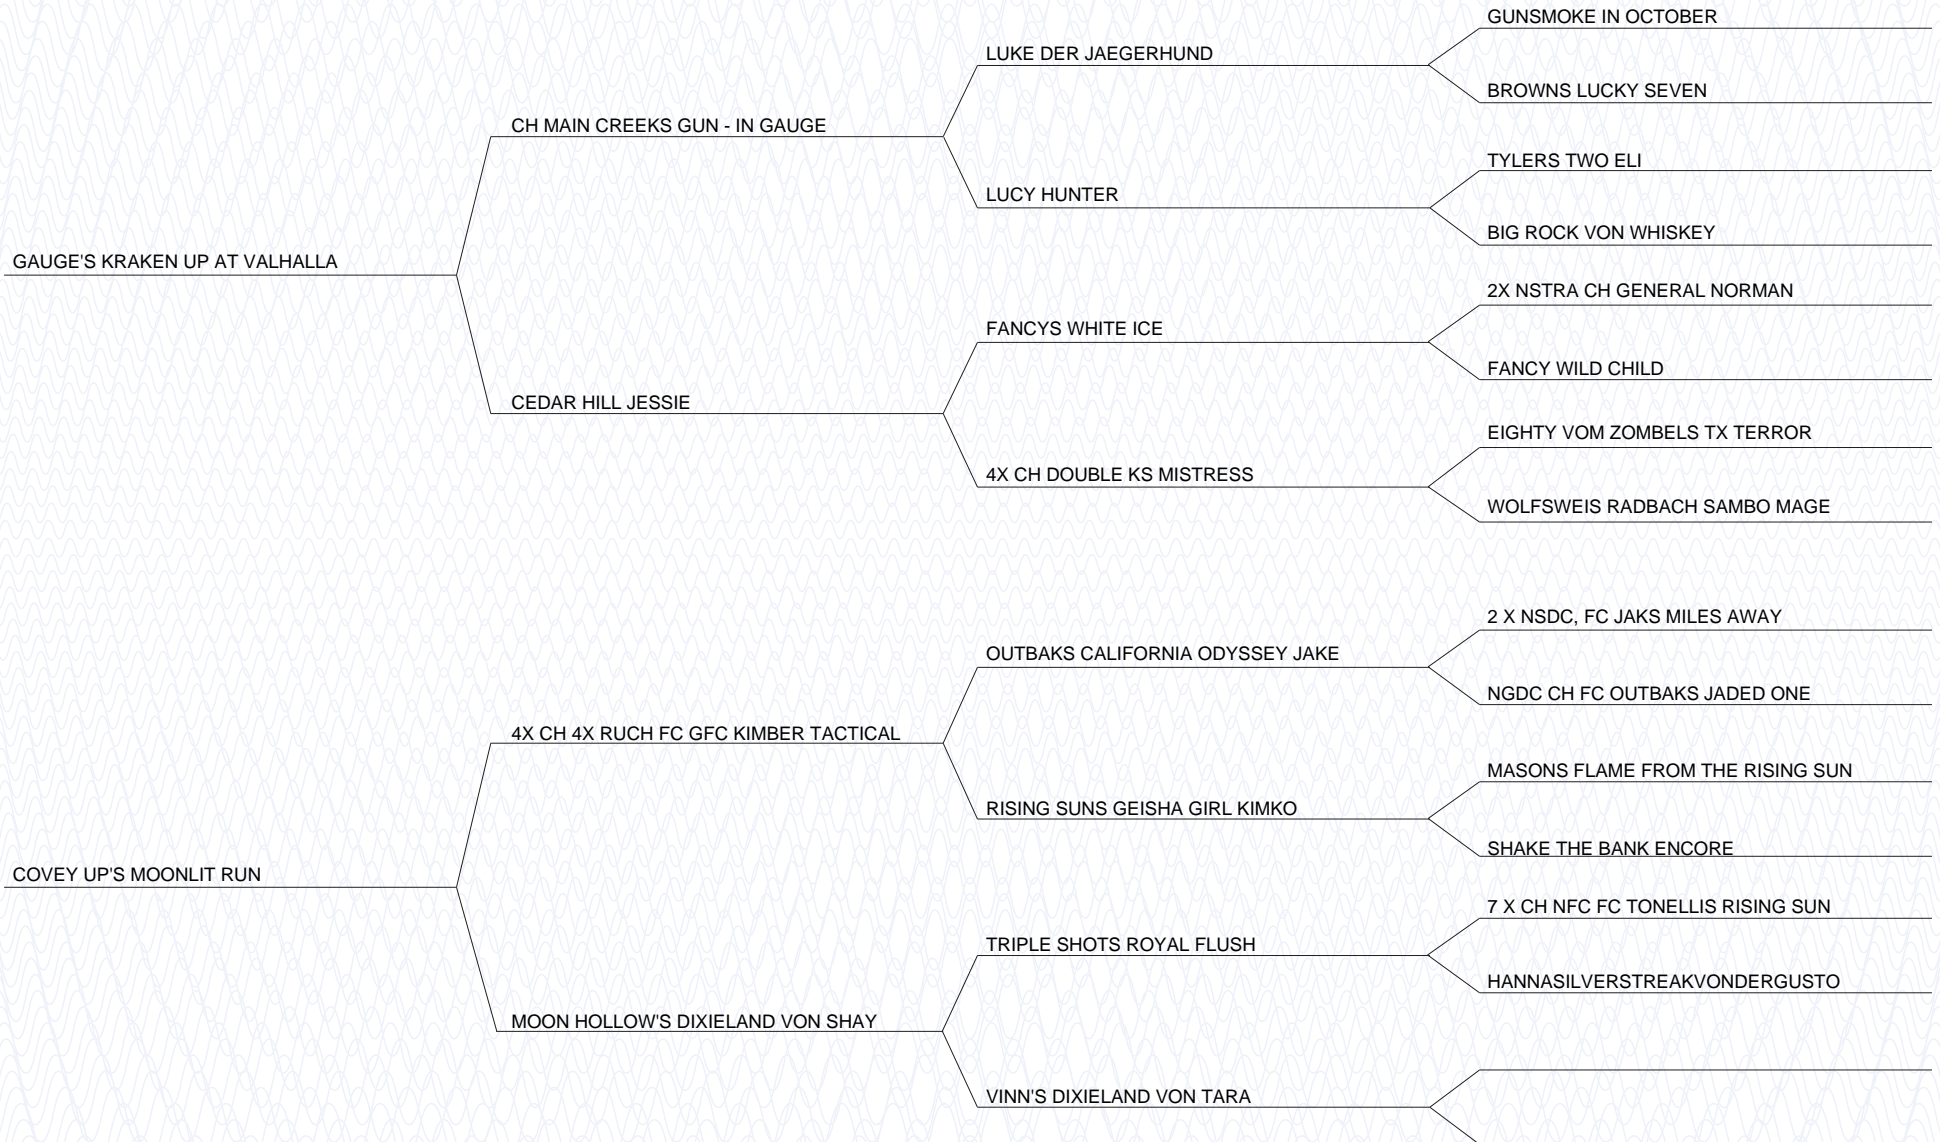 GUNSMOKE IN OCTOBER
LUKE DER JAEGERHUND
BROWNS LUCKY SEVEN
CH MAIN CREEKS GUN - IN GAUGE
TYLERS TWO ELI
LUCY HUNTER
BIG ROCK VON WHISKEY
GAUGE'S KRAKEN UP AT VALHALLA
2X NSTRA CH GENERAL NORMAN
FANCYS WHITE ICE
FANCY WILD CHILD
CEDAR HILL JESSIE
EIGHTY VOM ZOMBELS TX TERROR
4X CH DOUBLE KS MISTRESS
WOLFSWEIS RADBACH SAMBO MAGE
2 X NSDC, FC JAKS MILES AWAY
OUTBAKS CALIFORNIA ODYSSEY JAKE
NGDC CH FC OUTBAKS JADED ONE
4X CH 4X RUCH FC GFC KIMBER TACTICAL
MASONS FLAME FROM THE RISING SUN
RISING SUNS GEISHA GIRL KIMKO
SHAKE THE BANK ENCORE
COVEY UP'S MOONLIT RUN
7 X CH NFC FC TONELLIS RISING SUN
TRIPLE SHOTS ROYAL FLUSH
HANNASILVERSTREAKVONDERGUSTO
MOON HOLLOW'S DIXIELAND VON SHAY
VINN'S DIXIELAND VON TARA